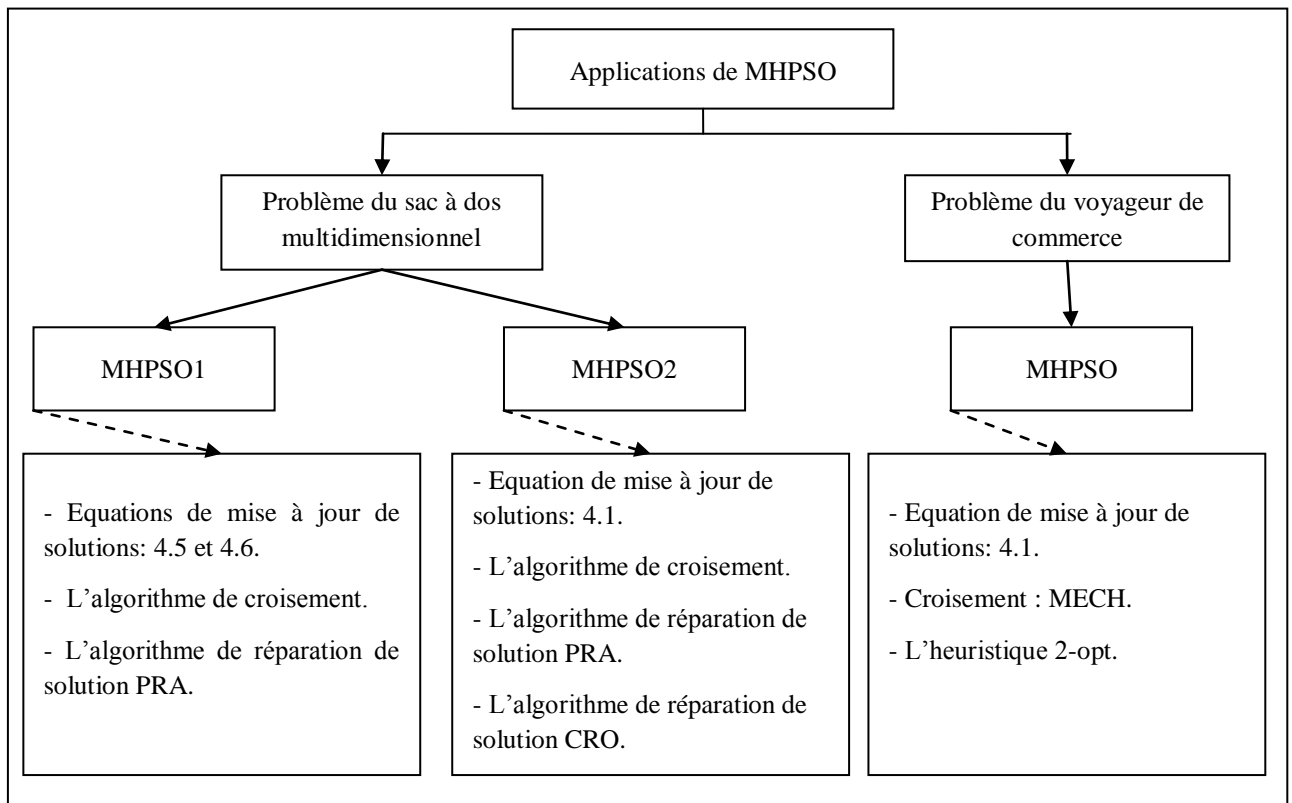 Applications de MHPSO
Problème du sac à dos
multidimensionnel
Problème du voyageur de
commerce
MHPSO1
MHPSO2
MHPSO
- Equations de mise à jour de
solutions: 4.5 et 4.6.
- L’algorithme de croisement.
- L’algorithme de réparation de
solution PRA.
- Equation de mise à jour de
solutions: 4.1.
- L’algorithme de croisement.
- L’algorithme de réparation de
solution PRA.
- L’algorithme de réparation de
solution CRO.
- Equation de mise à jour de
solutions: 4.1.
- Croisement : MECH.
- L’heuristique 2-opt.